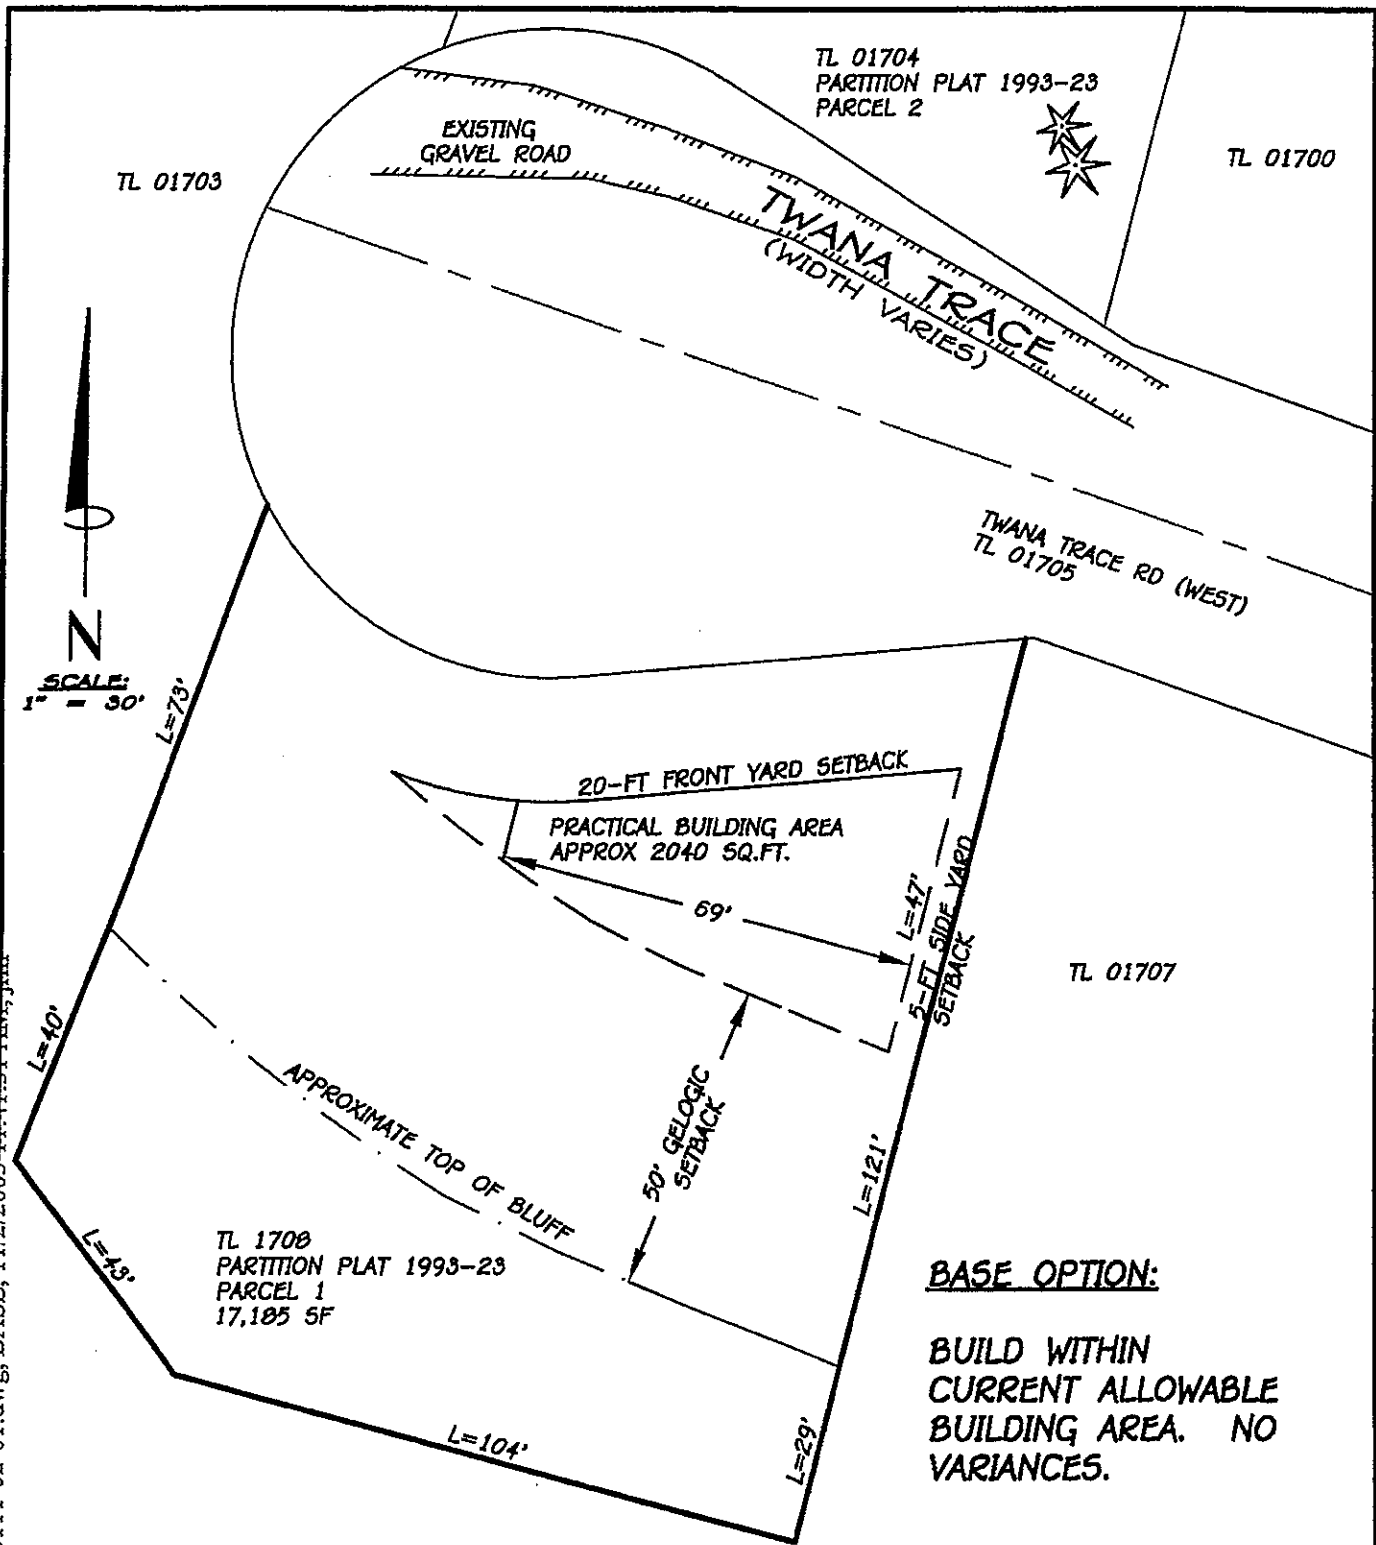 TL 01704
PARTITION PLAT 1993-23
PARCEL 2
EXISTING
GRAVEL ROAD
TL 01703
TL 01700
TWANA TRACE
(WIDTH VARIES)
TWANA TRACE RD (WEST)
TL 01705
N
SCALE:
1" = 30'
L=73'
20-FT FRONT YARD SETBACK
PRACTICAL BUILDING AREA
APPROX 2040 SQ.FT.
69'
L=47'
5-FT SIDE YARD
SETBACK
TL 01707
L=40'
APPROXIMATE TOP OF BLUFF
50' GELOGIC
SETBACK
L=121'
L=43'
TL 1708
PARTITION PLAT 1993-23
PARCEL 1
17,185 SF
L=104'
L=29'
BASE OPTION:
BUILD WITHIN
CURRENT ALLOWABLE
BUILDING AREA. NO
VARIANCES.